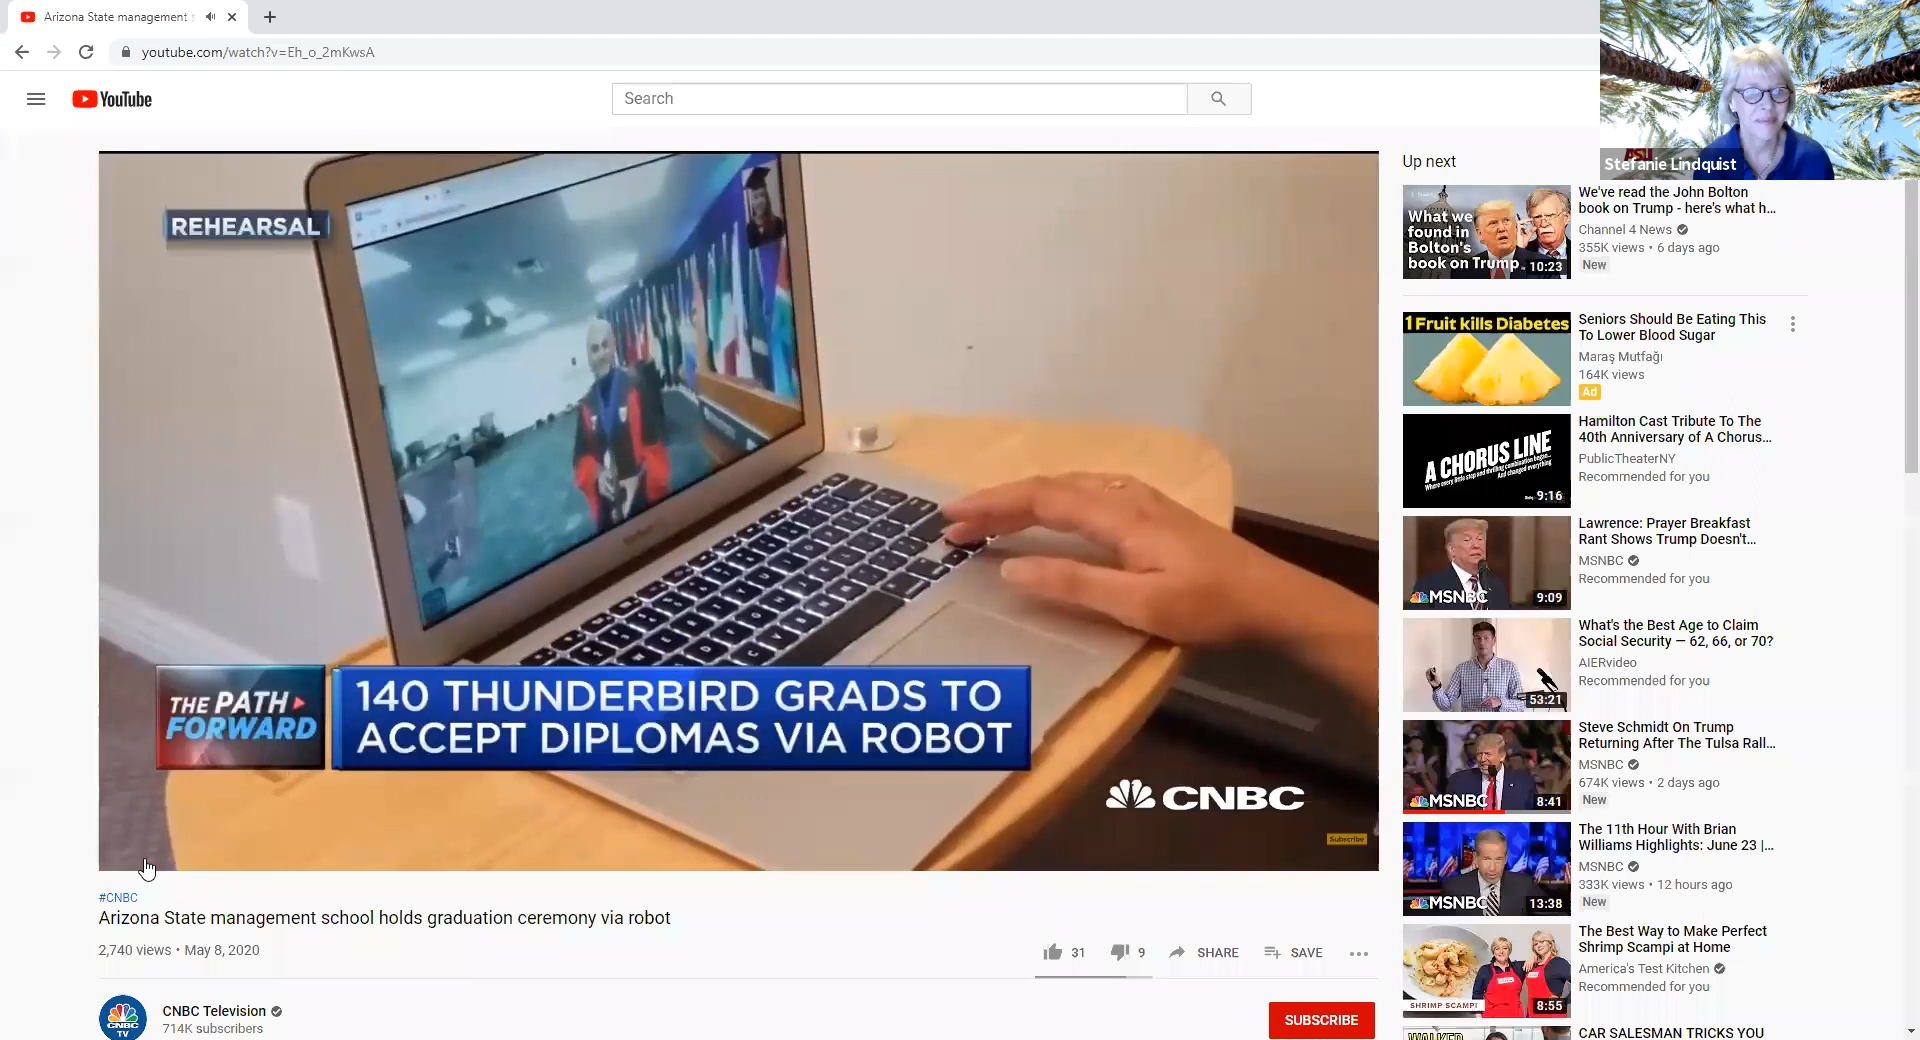 Arizona State management
youtube.com/watch?v=Eh_o_2mKwsA
YouTube
Search
Stefanie Lindquist
REHEARSAL
THE PATH
FORWARD
140 THUNDERBIRD GRADS TO
ACCEPT DIPLOMAS VIA ROBOT
CNBC
Subscribe
#CNBC
Arizona State management school holds graduation ceremony via robot
2,740 views • May 8, 2020
31
9
SHARE
SAVE
CNBC
TV
CNBC Television
714K subscribers
SUBSCRIBE
Up next
What we
found in
Bolton's
book on Trump
10:23
We've read the John Bolton
book on Trump - here's what h...
Channel 4 News
355K views • 6 days ago
New
1 Fruit kills Diabetes
Seniors Should Be Eating This
To Lower Blood Sugar
Maraş Mutfağı
164K views
Ad
A CHORUS LINE
9:16
Hamilton Cast Tribute To The
40th Anniversary of A Chorus...
PublicTheaterNY
Recommended for you
MSNBC
9:09
Lawrence: Prayer Breakfast
Rant Shows Trump Doesn't...
MSNBC
Recommended for you
53:21
What's the Best Age to Claim
Social Security — 62, 66, or 70?
AIERvideo
Recommended for you
MSNBC
8:41
Steve Schmidt On Trump
Returning After The Tulsa Rall...
MSNBC
674K views • 2 days ago
New
MSNBC
13:38
The 11th Hour With Brian
Williams Highlights: June 23 |...
MSNBC
333K views • 12 hours ago
New
SHRIMP SCAMPI
8:55
The Best Way to Make Perfect
Shrimp Scampi at Home
America's Test Kitchen
Recommended for you
CAR SALESMAN TRICKS YOU